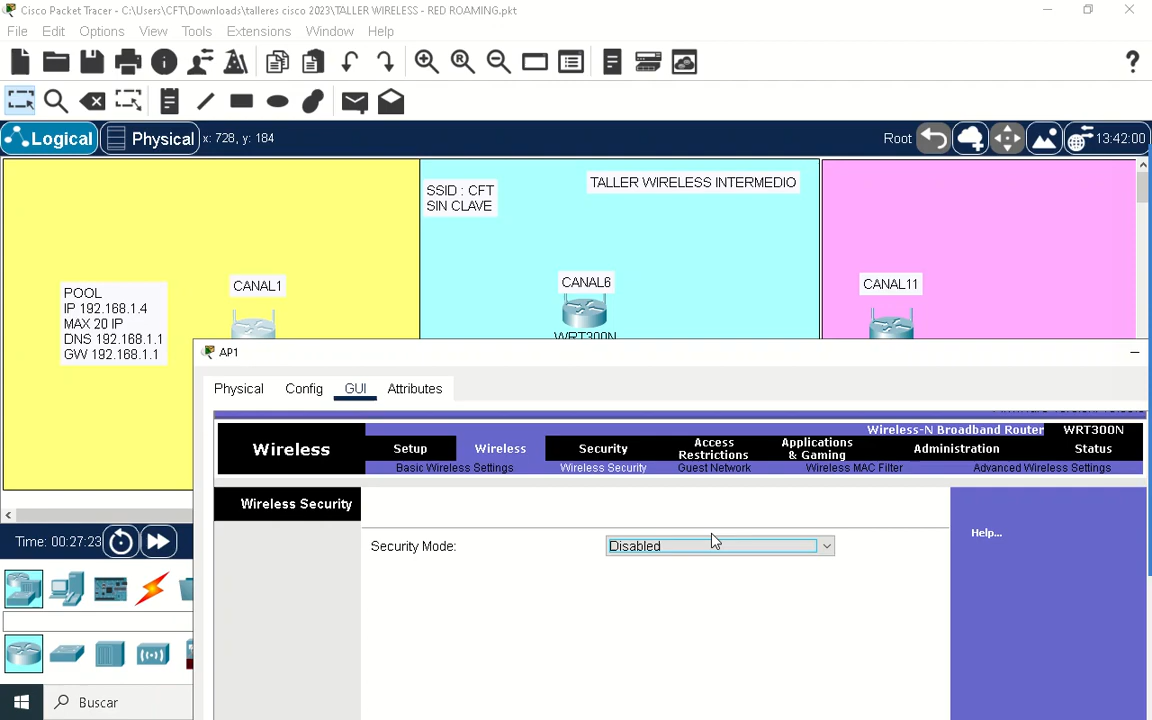 Cisco Packet Tracer - C:\Users\CFT\Downloads\talleres cisco 2023\TALLER WIRELESS - RED ROAMING.pkt
File Edit Options View Tools Extensions Window Help
Logical Physical x: 728, y: 184 Root 13:42:00
SSID : CFT
SIN CLAVE
TALLER WIRELESS INTERMEDIO
POOL
IP 192.168.1.4
MAX 20 IP
DNS 192.168.1.1
GW 192.168.1.1
CANAL1
CANAL6
WRT300N
CANAL11
AP1
Physical Config GUI Attributes
Wireless-N Broadband Router WRT300N
Wireless
Setup Wireless Security Access Restrictions Applications & Gaming Administration Status
Basic Wireless Settings Wireless Security Guest Network Wireless MAC Filter Advanced Wireless Settings
Wireless Security
Help...
Security Mode: Disabled
Time: 00:27:23
Buscar